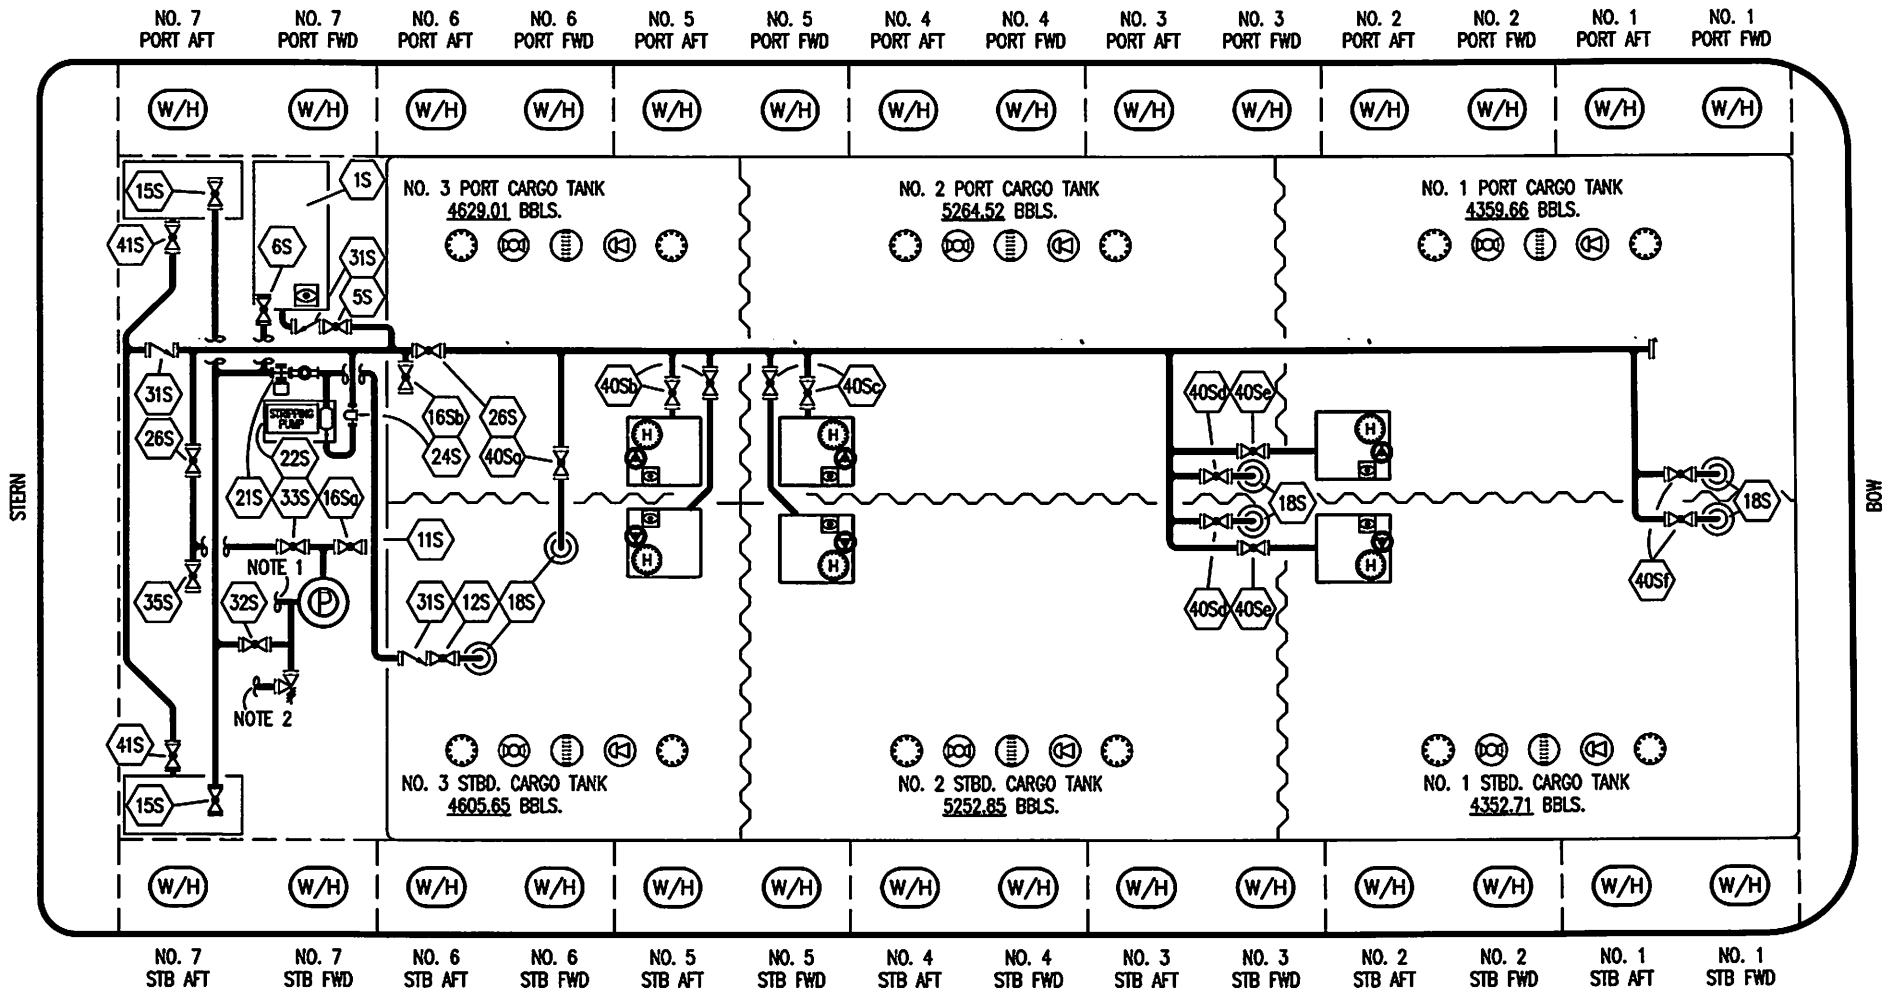 NO. 7 NO. 7 NO. 6 NO. 6 NO. 5 NO. 5 NO. 4 NO. 4 NO. 3 NO. 3 NO. 2 NO. 2 NO. 1 NO. 1
PORT AFT PORT FWD PORT AFT PORT FWD PORT AFT PORT FWD PORT AFT PORT FWD PORT AFT PORT FWD PORT AFT PORT FWD PORT AFT PORT FWD
W/H W/H W/H W/H W/H W/H W/H W/H W/H W/H W/H W/H W/H W/H
15S
1S
NO. 3 PORT CARGO TANK
4629.01 BBLS.
NO. 2 PORT CARGO TANK
5264.52 BBLS.
NO. 1 PORT CARGO TANK
4359.66 BBLS.
41S
6S
31S
5S
31S
40Sb
40Sc
40Sd
40Se
16Sb
26S
STRIPPING
PUMP
26S
22S
24S
40Sa
H
H
H
21S
33S
16Sa
18S
18S
STERN
BOW
11S
NOTE 1
H
H
H
40Sf
35S
32S
P
31S
12S
18S
40Sd
40Se
NOTE 2
41S
15S
NO. 3 STBD. CARGO TANK
4605.65 BBLS.
NO. 2 STBD. CARGO TANK
5252.85 BBLS.
NO. 1 STBD. CARGO TANK
4352.71 BBLS.
W/H W/H W/H W/H W/H W/H W/H W/H W/H W/H W/H W/H W/H W/H
NO. 7 NO. 7 NO. 6 NO. 6 NO. 5 NO. 5 NO. 4 NO. 4 NO. 3 NO. 3 NO. 2 NO. 2 NO. 1 NO. 1
STB AFT STB FWD STB AFT STB FWD STB AFT STB FWD STB AFT STB FWD STB AFT STB FWD STB AFT STB FWD STB AFT STB FWD